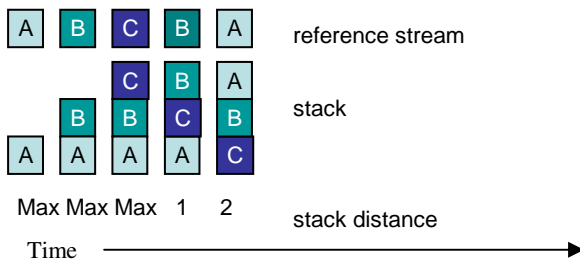 A B C B A reference stream
C B A
stack
B B C B
A A A A C
Max Max Max 1 2
stack distance
Time